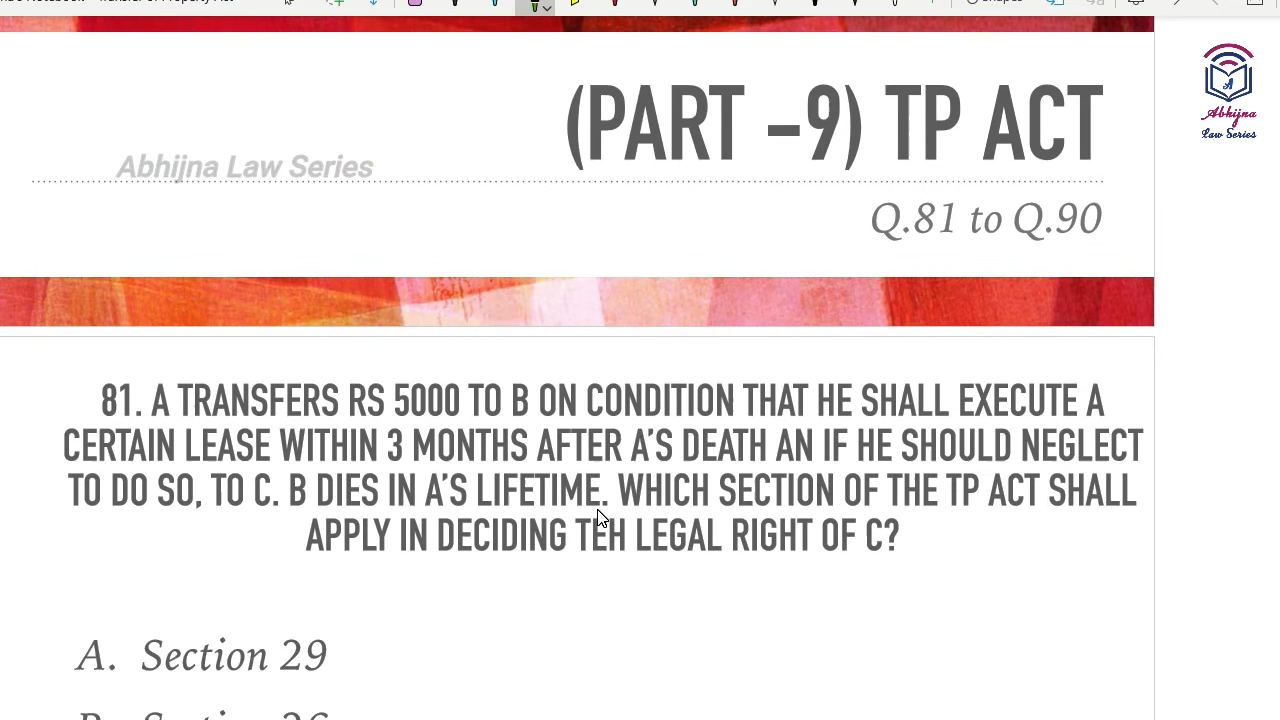 (PART –9) TP ACT
Abhijna Law Series
Q.81 to Q.90
Abhijna
Law Series
81. A TRANSFERS RS 5000 TO B ON CONDITION THAT HE SHALL EXECUTE A
CERTAIN LEASE WITHIN 3 MONTHS AFTER A’S DEATH AN IF HE SHOULD NEGLECT
TO DO SO, TO C. B DIES IN A’S LIFETIME. WHICH SECTION OF THE TP ACT SHALL
APPLY IN DECIDING TEH LEGAL RIGHT OF C?
A. Section 29